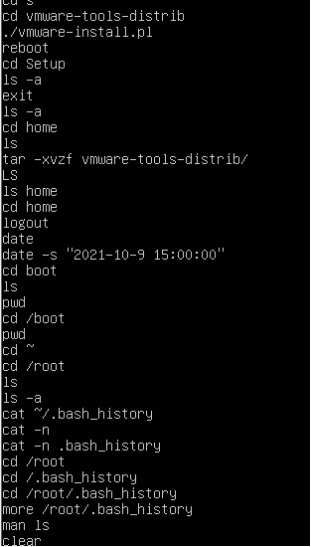 cd s
cd vmware-tools-distrib
./vmware-install.pl
reboot
cd Setup
ls -a
exit
ls -a
cd home
ls
tar -xvzf vmware-tools-distrib/
LS
ls home
cd home
logout
date
date -s "2021-10-9 15:00:00"
cd boot
ls
pwd
cd /boot
pwd
cd ~
cd /root
ls
ls -a
cat ~/.bash_history
cat -n
cat -n .bash_history
cd /root
cd /.bash_history
cd /root/.bash_history
more /root/.bash_history
man ls
clear